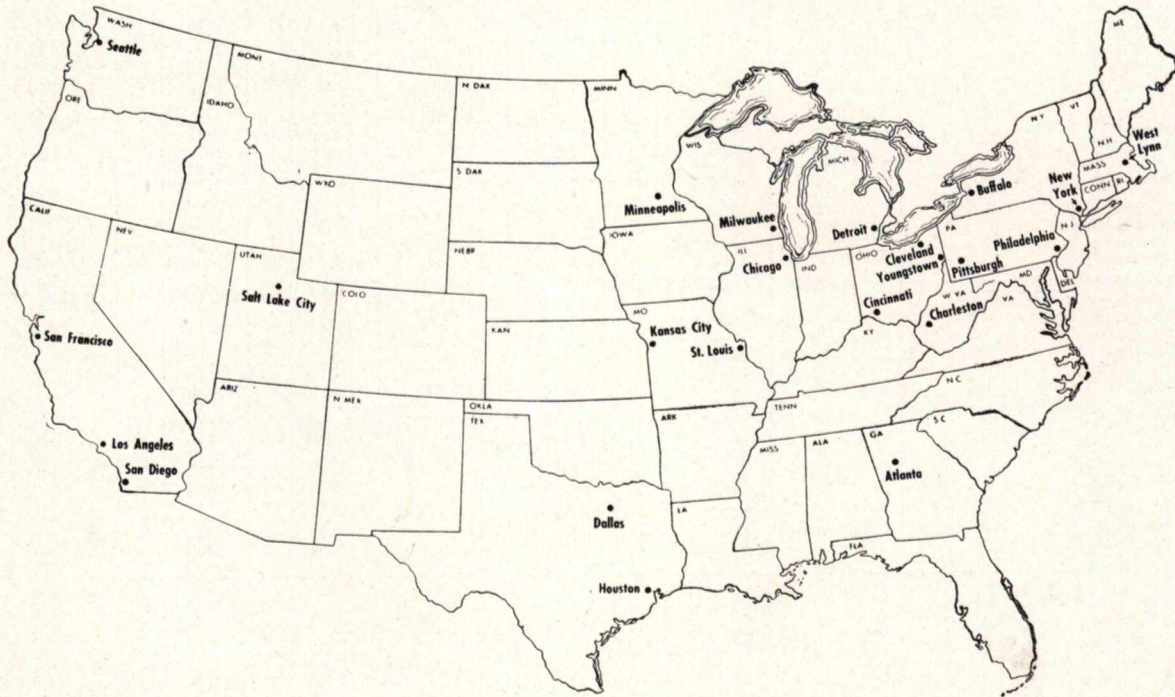 WASH
Seattle
MONT
N DAK
MINN
ME
ORE
IDAHO
WIS
MICH
NY
VT
NH
West
Lynn
MASS
CONN
RI
S DAK
WYO
Minneapolis
Buffalo
New
York
CALIF
NEV
UTAH
IOWA
Milwaukee
Detroit
PA
NJ
NEBR
ILL
Chicago
IND
OHIO
Cleveland
Youngstown
Pittsburgh
Philadelphia
MD
DEL
Salt Lake City
COLO
MO
Cincinnati
W VA
VA
Charleston
San Francisco
KAN
Kansas City
St. Louis
KY
ARIZ
N MEX
OKLA
TEX
ARK
TENN
NC
SC
Los Angeles
San Diego
MISS
ALA
GA
Atlanta
Dallas
LA
FLA
Houston